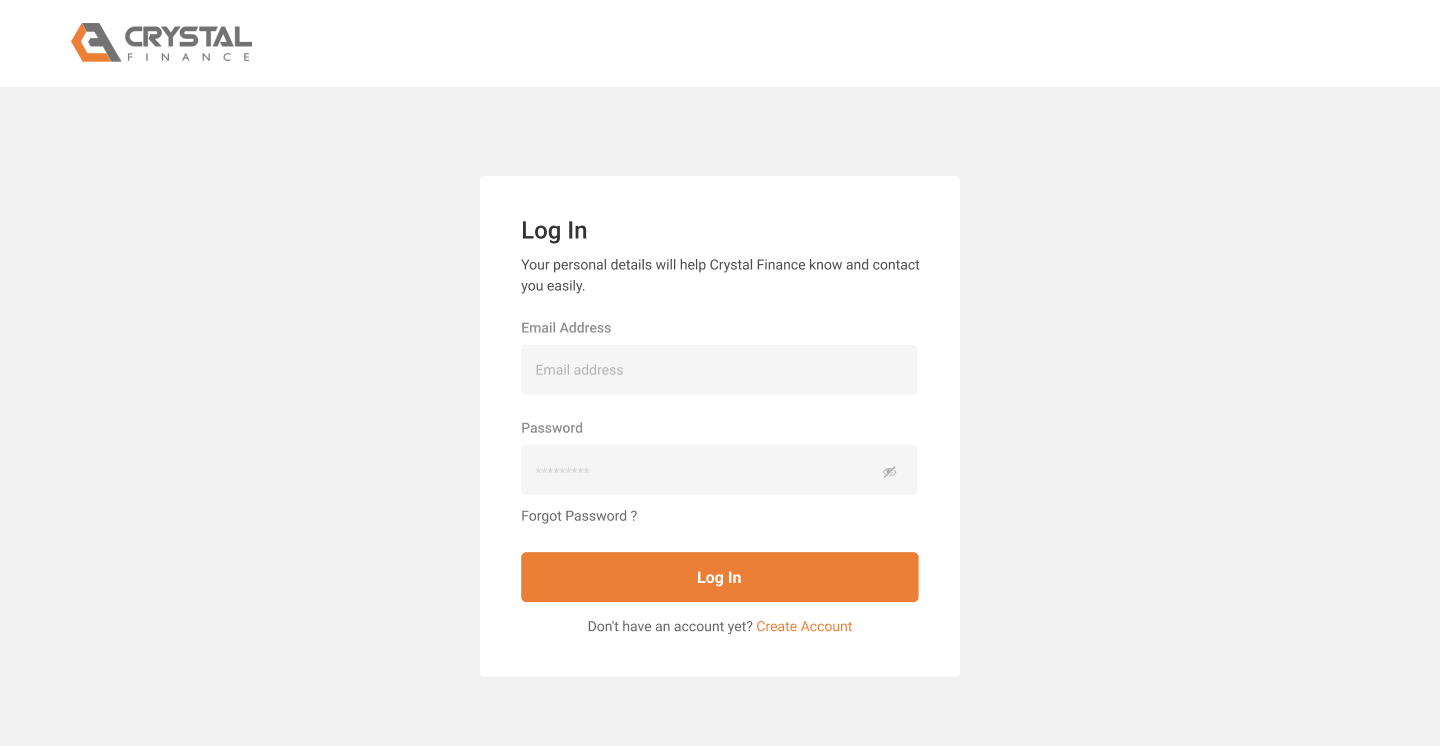 CRYSTAL
FINANCE
Log In
Your personal details will help Crystal Finance know and contact
you easily.
Email Address
Email address
Password
*********
Forgot Password ?
Log In
Don't have an account yet? Create Account